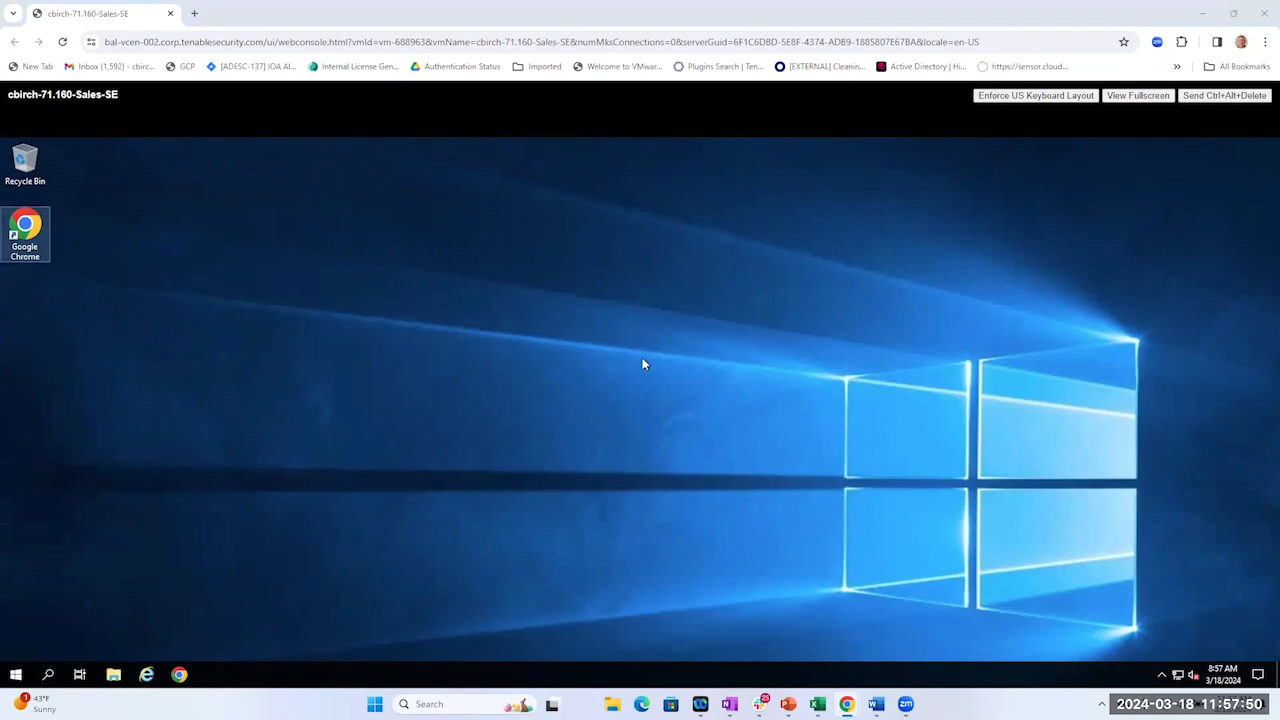 cbirch-71.160-Sales-SE
bal-vcen-002.corp.tenablesecurity.com/ui/webconsole.html?vmId=vm-688963&vmName=cbirch-71.160-Sales-SE&numMksConnections=0&serverGuid=6F1C6DBD-5E8F-4374-ADB9-1885807E67BA&locale=en-US
New Tab Inbox (1,592) - cbirc... GCP [ADESC-137] IOA AI... Internal License Gen... Authentication Status Imported Welcome to VMwar... Plugins Search | Ten... [EXTERNAL] Cleanin... Active Directory | Hi... https://sensor.cloud... » All Bookmarks
cbirch-71.160-Sales-SE Enforce US Keyboard Layout View Fullscreen Send Ctrl+Alt+Delete
Recycle Bin
Google
Chrome
8:57 AM
3/18/2024
1 43°F
Sunny
Search
25
zm
2024-03-18 11:57:50